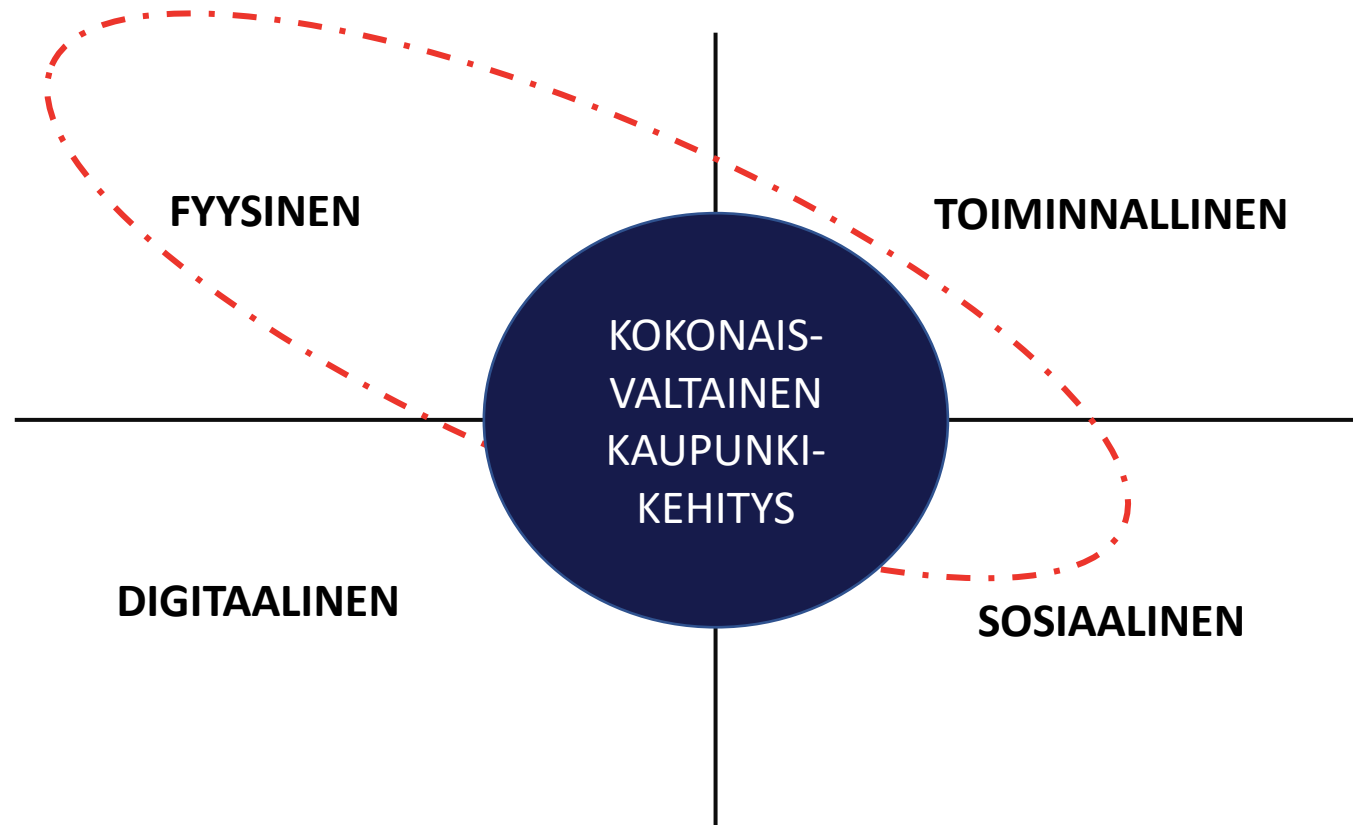 FYYSINEN
TOIMINNALLINEN
KOKONAIS-
VALTAINEN
KAUPUNKI-
KEHITYS
DIGITAALINEN
SOSIAALINEN